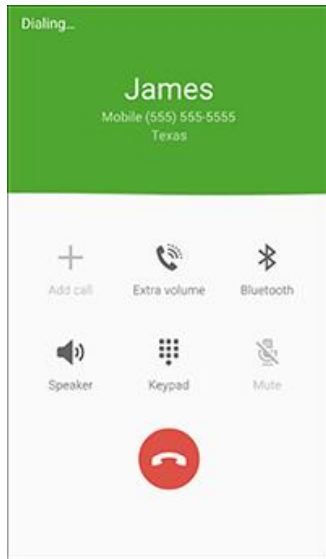 Dialing...
James
Mobile (555) 555-5555
Texas
Add call
Extra volume
Bluetooth
Speaker
Keypad
Mute